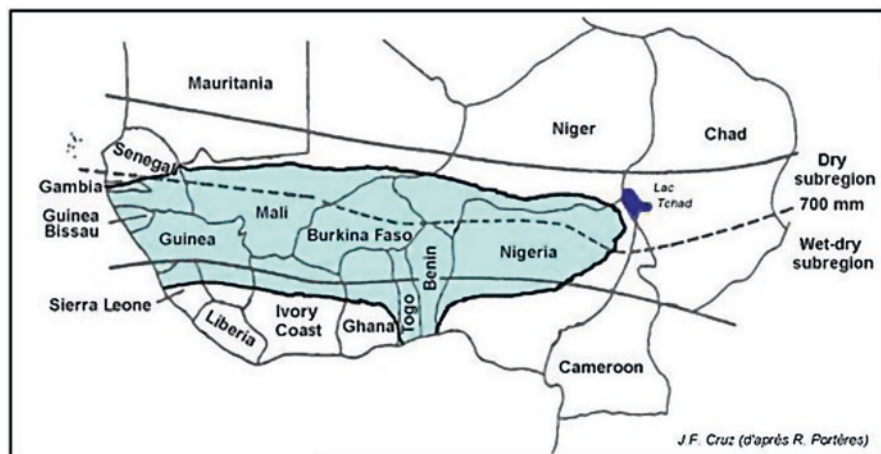 Mauritania
Niger
Chad
Senegal
Dry
subregion
Lac
Tchad
Gambia
700 mm
Mali
Guinea
Bissau
Burkina Faso
Guinea
Benin
Nigeria
Wet-dry
subregion
Sierra Leone
Togo
Ivory
Coast
Ghana
Liberia
Cameroon
J.F. Cruz (d'après R. Portères)